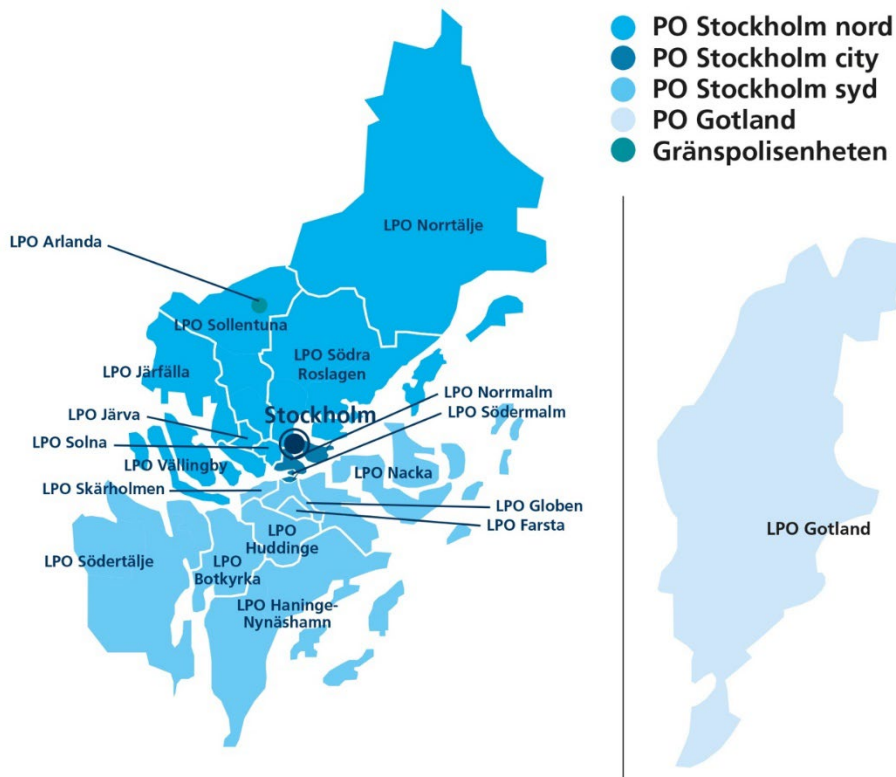 PO Stockholm nord
PO Stockholm city
PO Stockholm syd
PO Gotland
Gränspolisenheten
LPO Norrtälje
LPO Arlanda
LPO Sollentuna
LPO Södra
Roslagen
LPO Järfälla
LPO Norrmalm
LPO Södermalm
Stockholm
LPO Järva
LPO Solna
LPO Vällingby
LPO Nacka
LPO Skärholmen
LPO Globen
LPO Farsta
LPO Gotland
LPO
Huddinge
LPO Södertälje
LPO
Botkyrka
LPO Haninge-
Nynäshamn